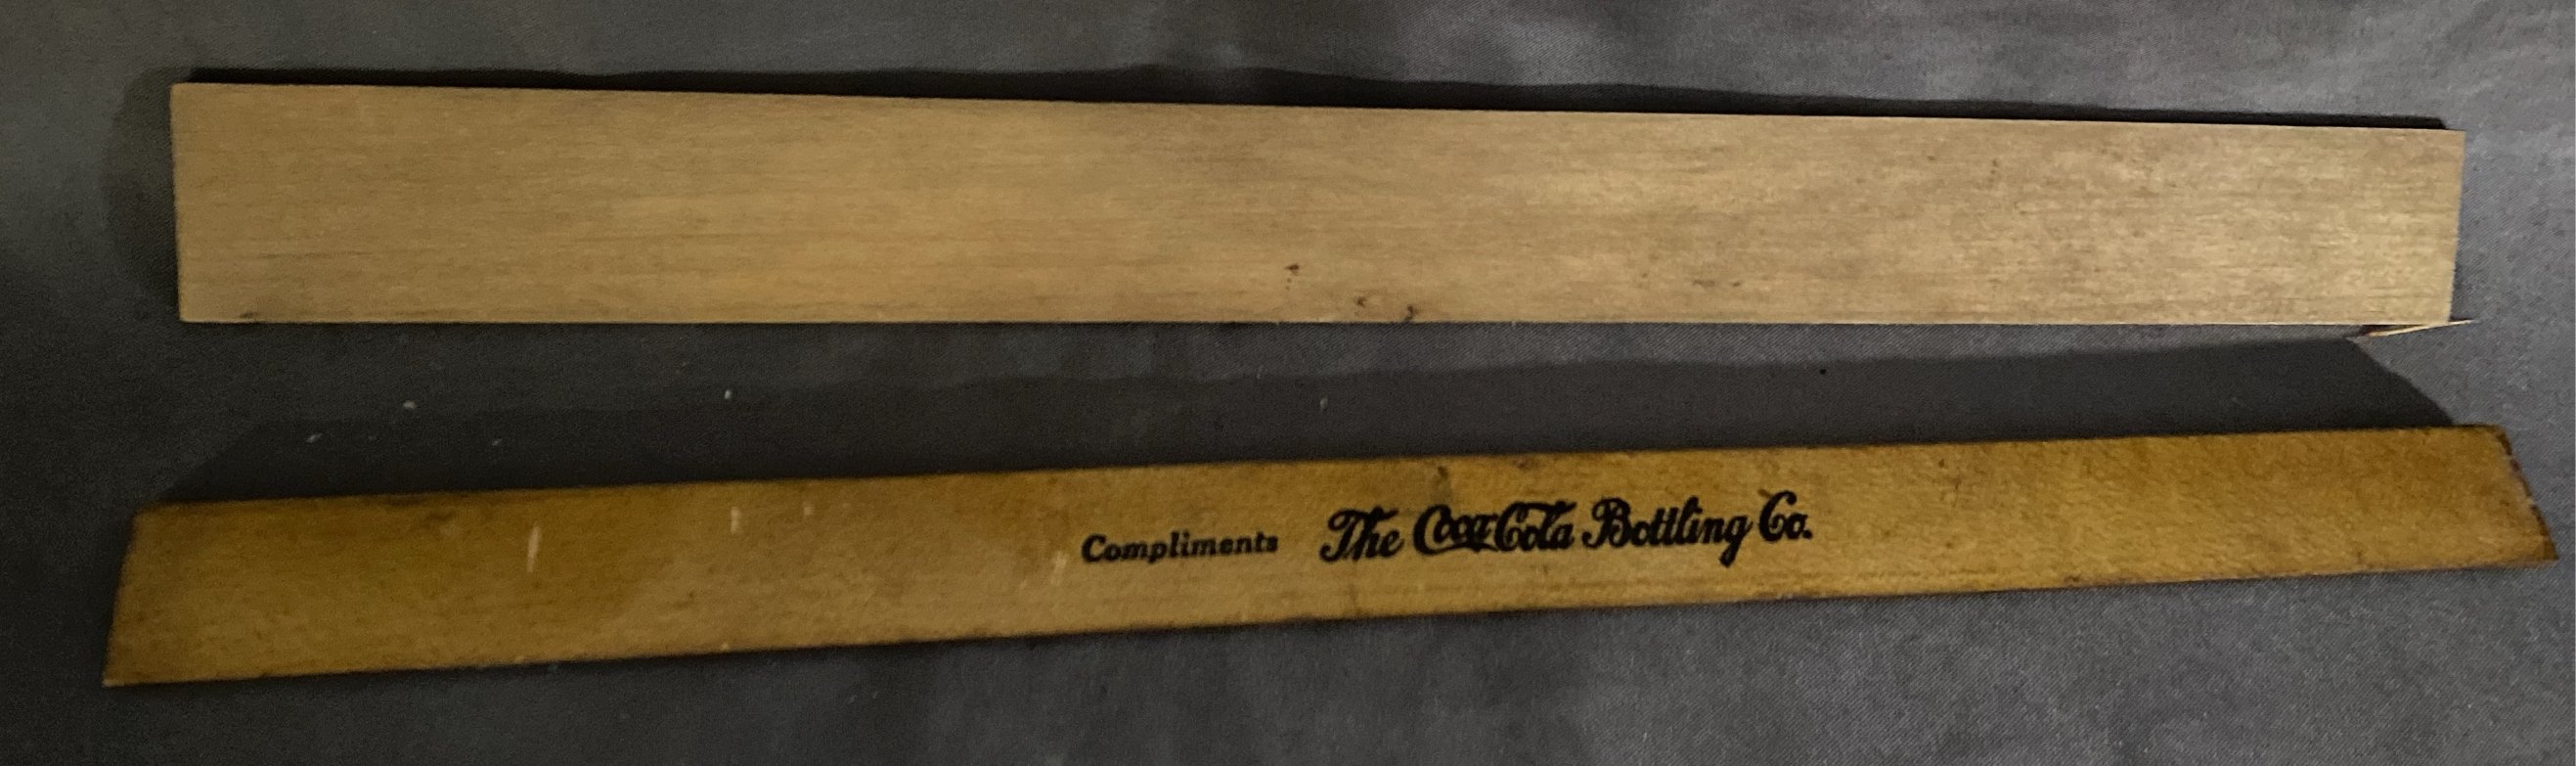 Compliments The Coca-Cola Bottling Co.